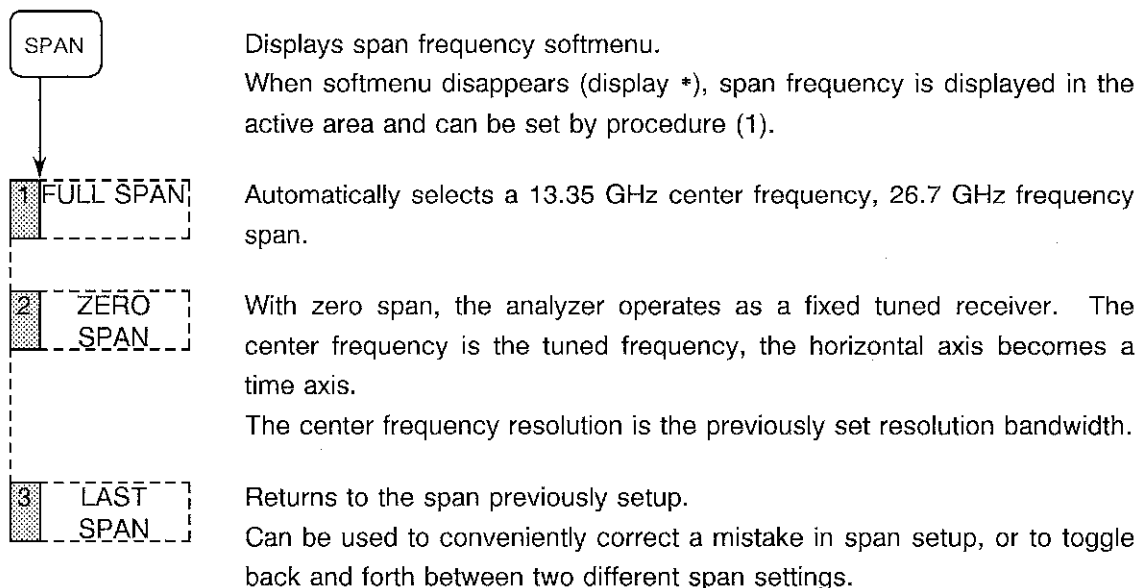 SPAN
Displays span frequency softmenu.
When softmenu disappears (display *), span frequency is displayed in the
active area and can be set by procedure (1).
1 FULL SPAN
Automatically selects a 13.35 GHz center frequency, 26.7 GHz frequency
span.
2 ZERO
SPAN
With zero span, the analyzer operates as a fixed tuned receiver. The
center frequency is the tuned frequency, the horizontal axis becomes a
time axis.
The center frequency resolution is the previously set resolution bandwidth.
3 LAST
SPAN
Returns to the span previously setup.
Can be used to conveniently correct a mistake in span setup, or to toggle
back and forth between two different span settings.